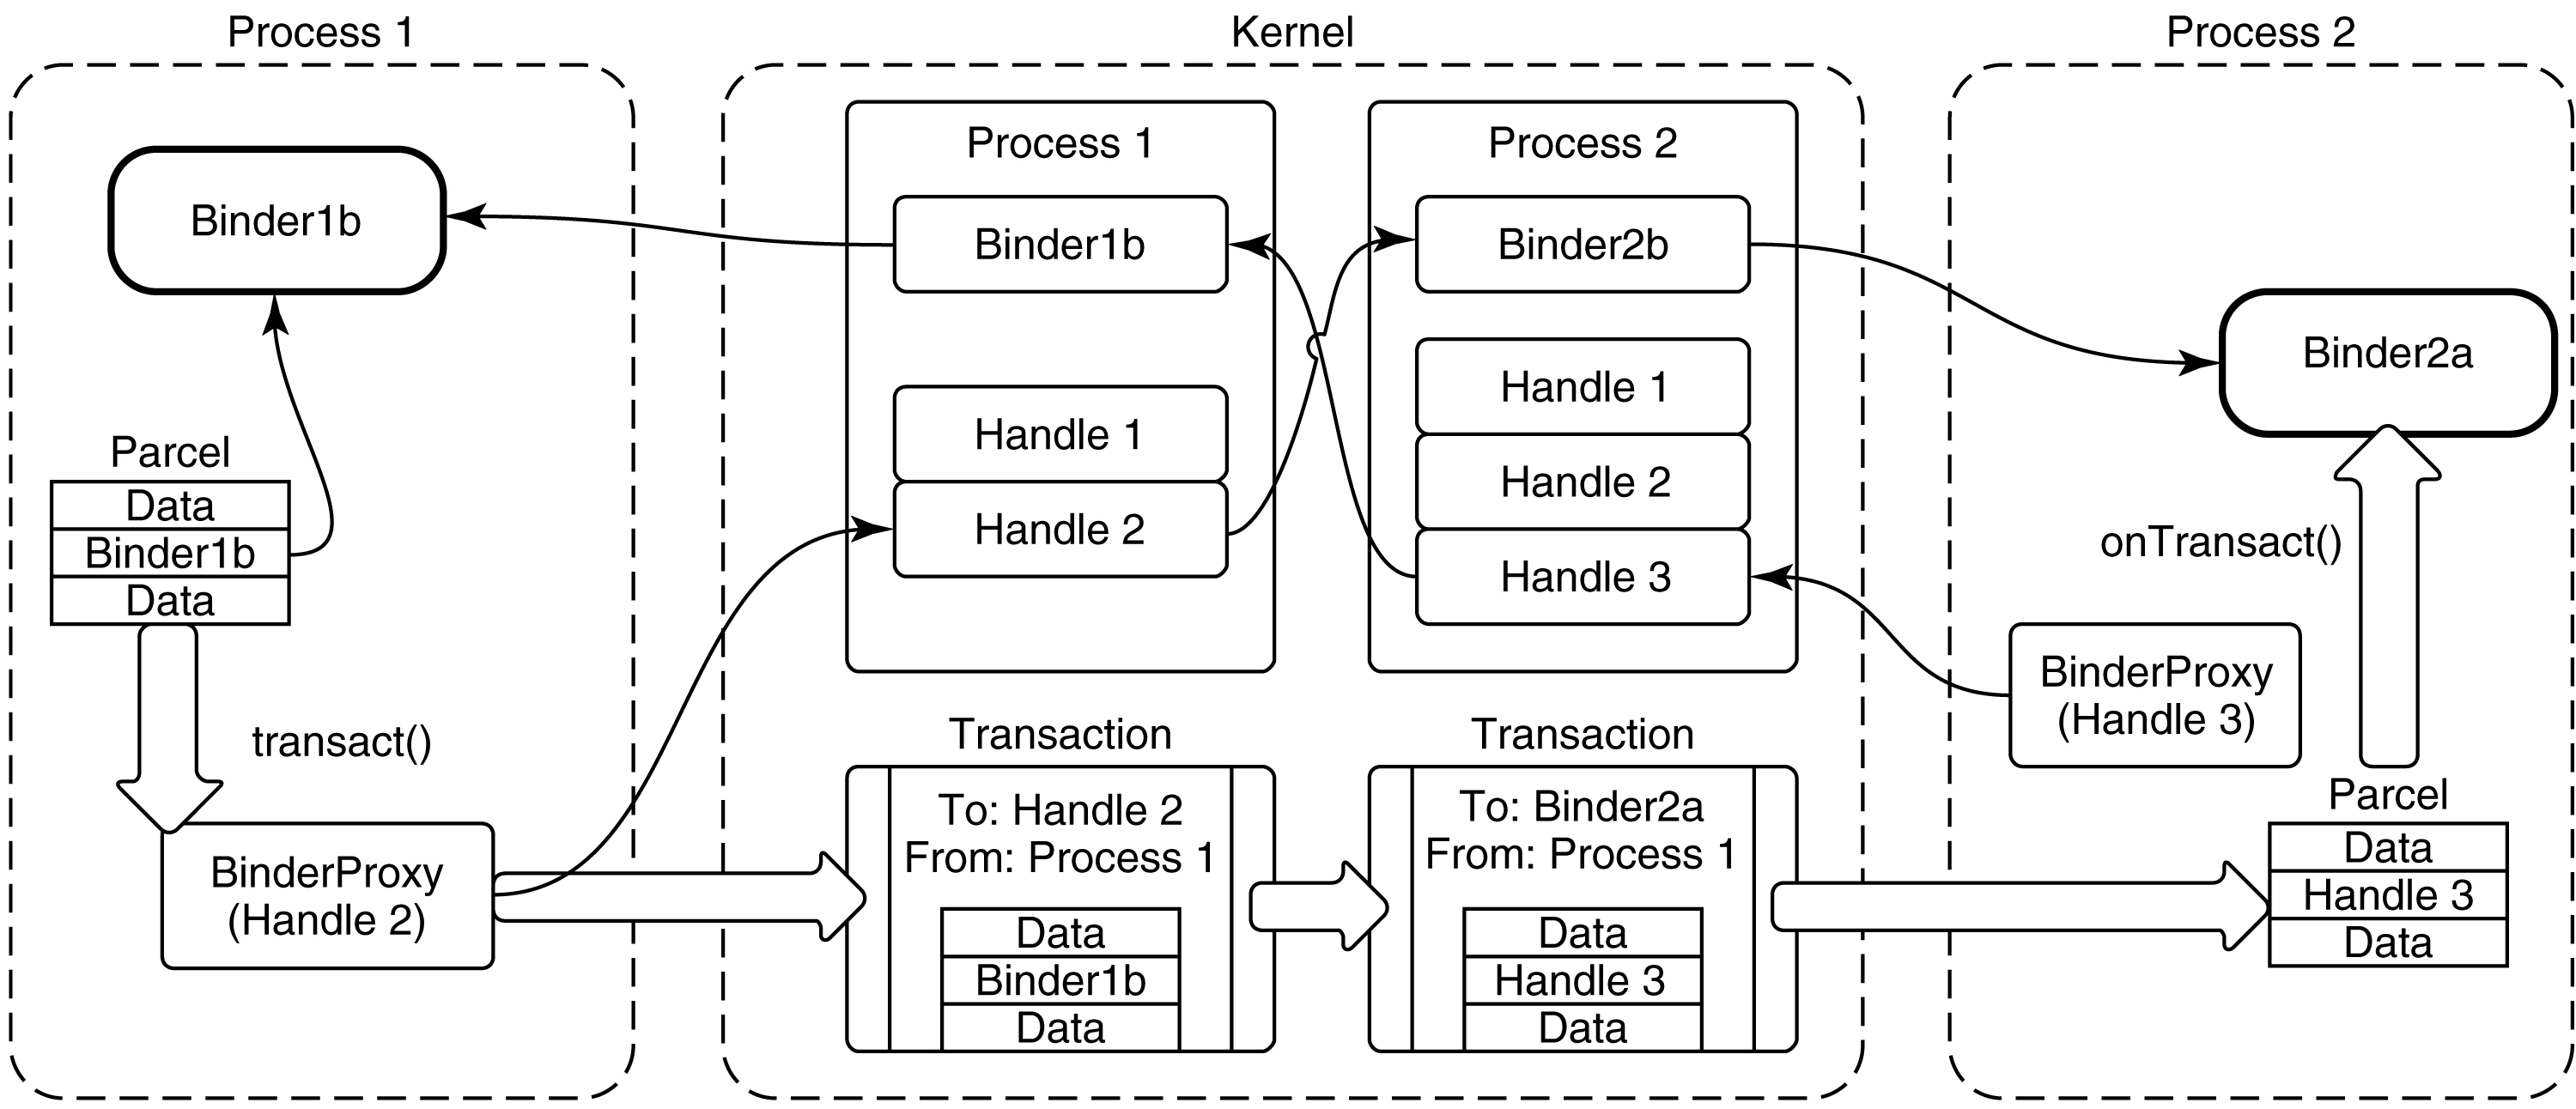 Process 1
Kernel
Process 2
Binder1b
Parcel
Data
Binder1b
Data
transact()
BinderProxy
(Handle 2)
Process 1
Binder1b
Handle 1
Handle 2
Process 2
Binder2b
Handle 1
Handle 2
Handle 3
Transaction
To: Handle 2
From: Process 1
Data
Binder1b
Data
Transaction
To: Binder2a
From: Process 1
Data
Handle 3
Data
Binder2a
onTransact()
BinderProxy
(Handle 3)
Parcel
Data
Handle 3
Data